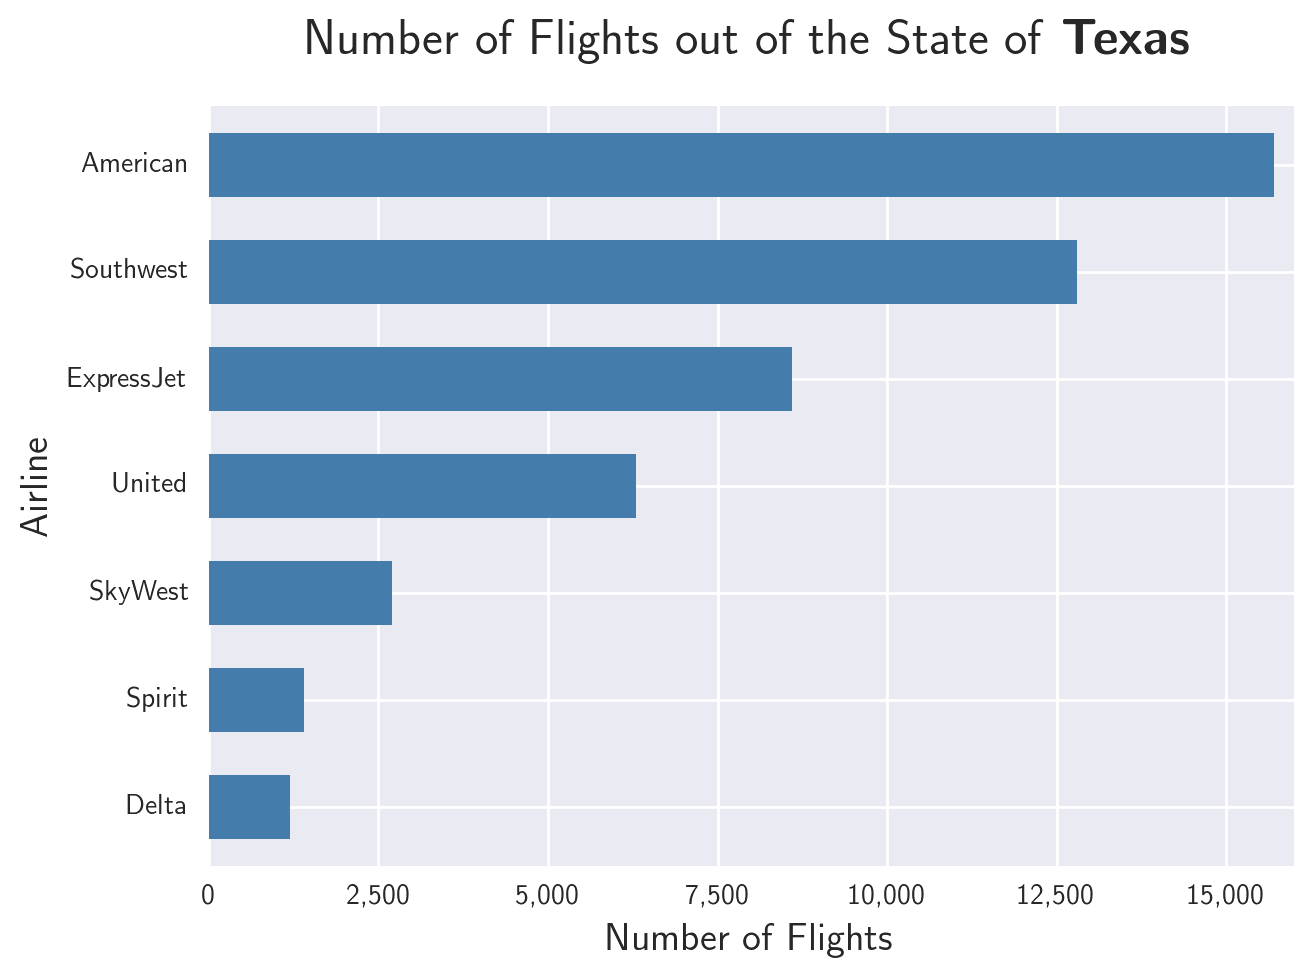 Number of Flights out of the State of Texas
American
Southwest
ExpressJet
United
SkyWest
Spirit
Delta
Airline
0 2,500 5,000 7,500 10,000 12,500 15,000
Number of Flights